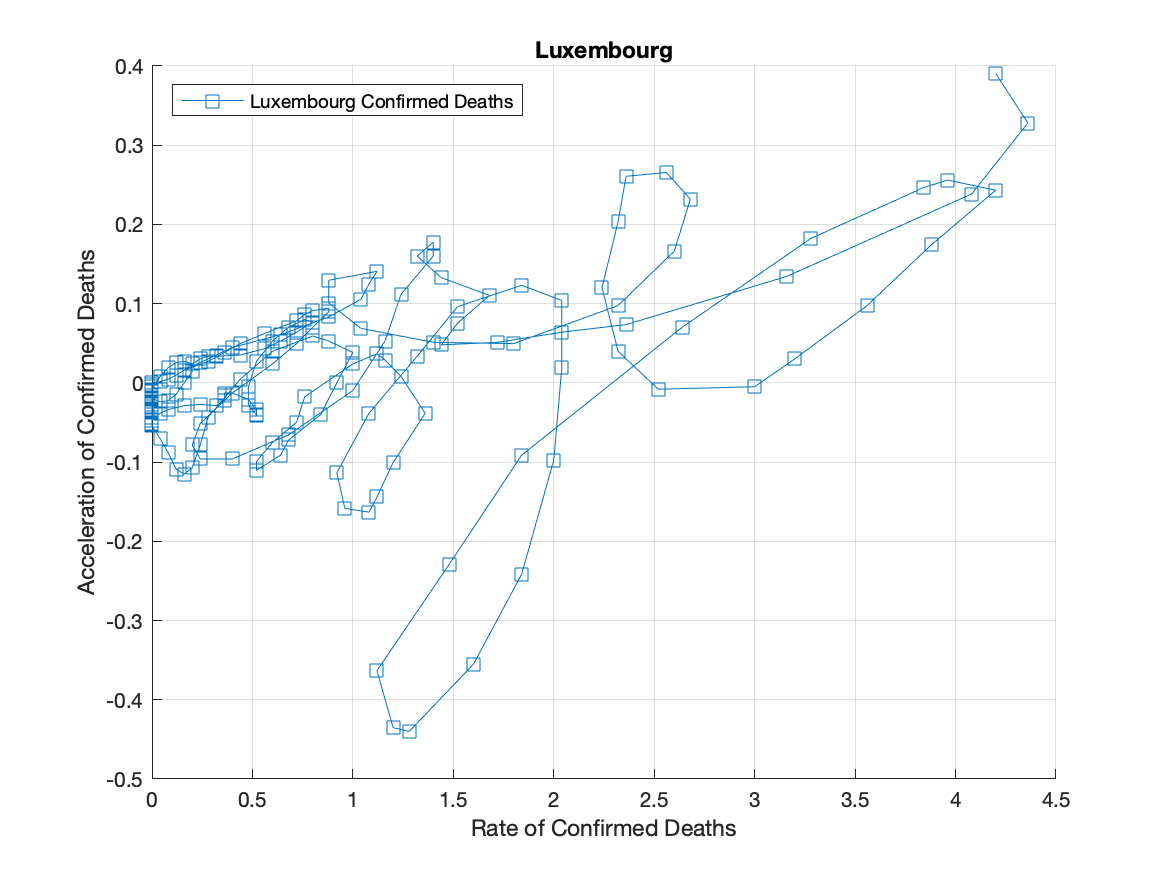 Luxembourg
Luxembourg Confirmed Deaths
Acceleration of Confirmed Deaths
0.4
0.3
0.2
0.1
0
-0.1
-0.2
-0.3
-0.4
-0.5
0 0.5 1 1.5 2 2.5 3 3.5 4 4.5
Rate of Confirmed Deaths